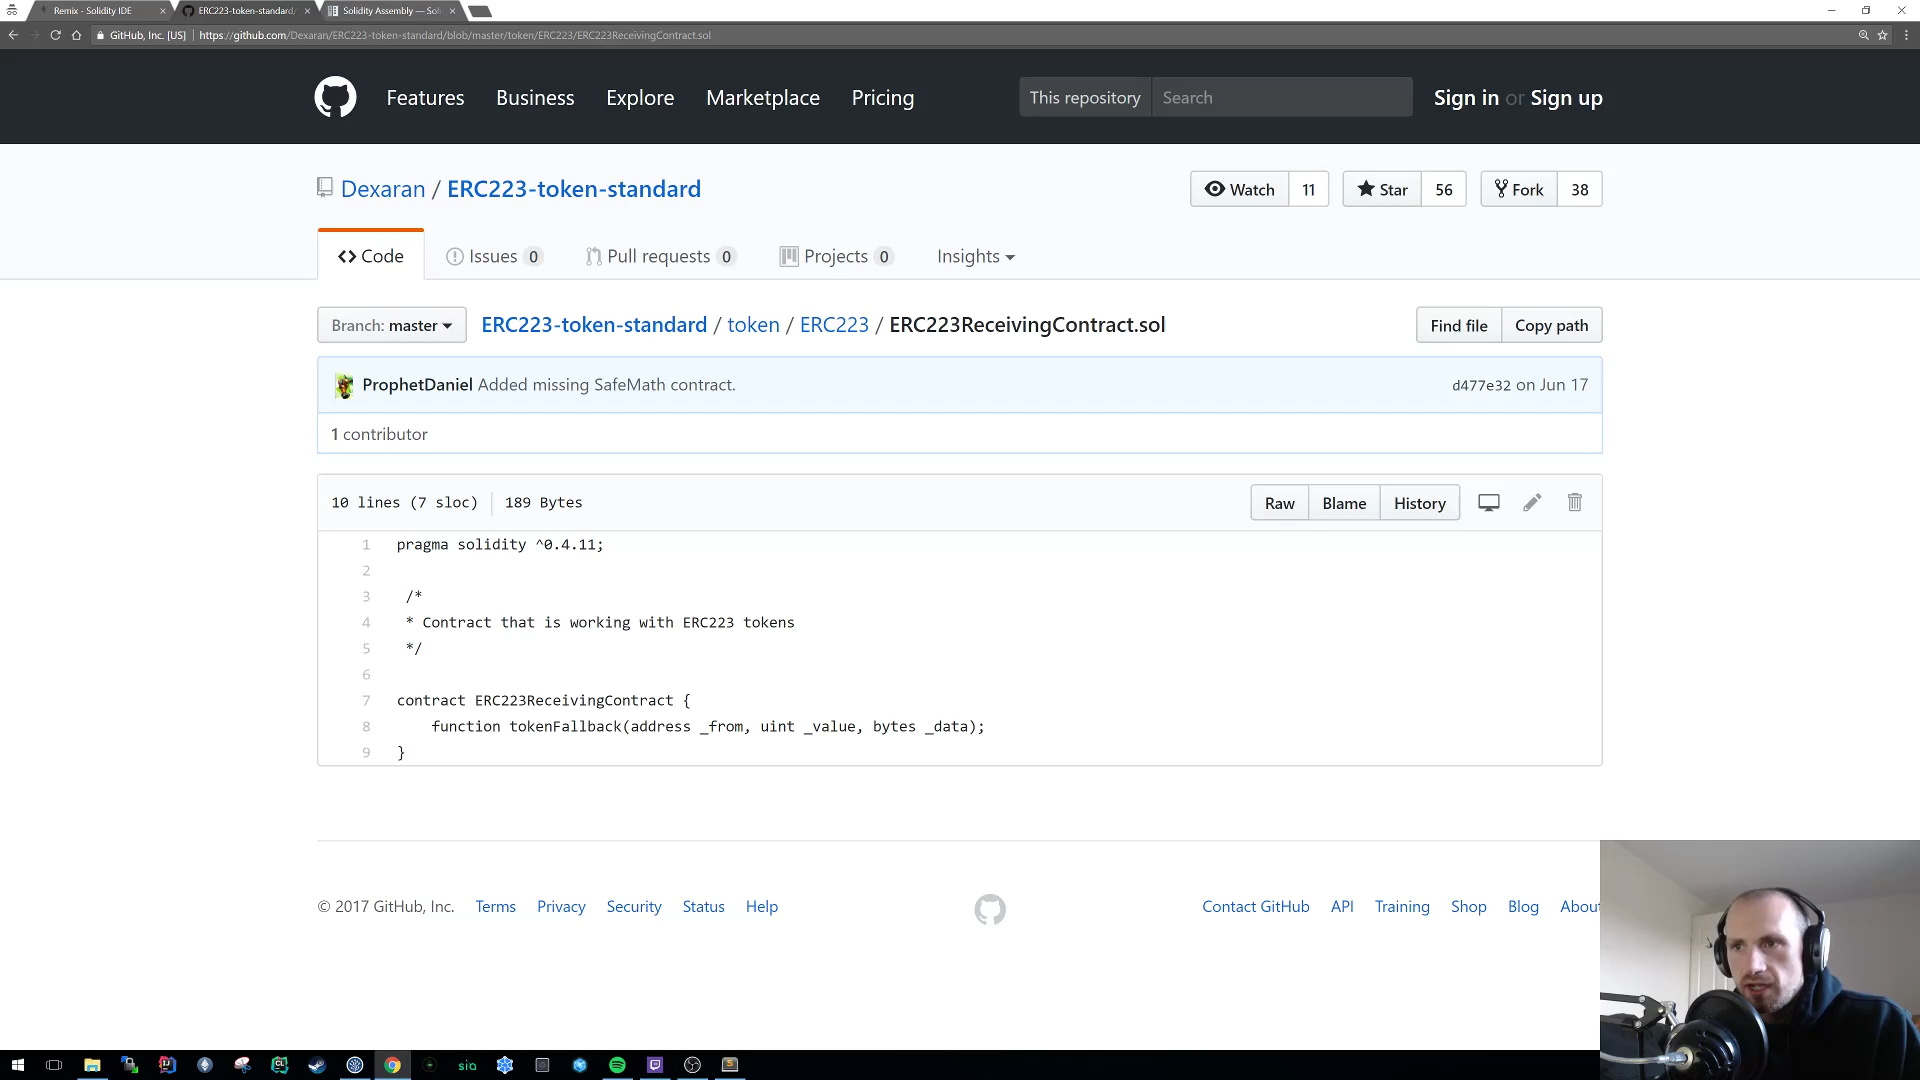 Remix - Solidity IDE
ERC223-token-standard/
Solidity Assembly — Sol
GitHub, Inc. [US]
https://github.com/Dexaran/ERC223-token-standard/blob/master/token/ERC223/ERC223ReceivingContract.sol
Features Business Explore Marketplace Pricing
This repository Search
Sign in or Sign up
Dexaran / ERC223-token-standard
Watch 11 Star 56 Fork 38
Code Issues 0 Pull requests 0 Projects 0 Insights
Branch: master ERC223-token-standard / token / ERC223 / ERC223ReceivingContract.sol
Find file Copy path
ProphetDaniel Added missing SafeMath contract.
d477e32 on Jun 17
1 contributor
10 lines (7 sloc) 189 Bytes
Raw Blame History
1 pragma solidity ^0.4.11;
2
3 /*
4 * Contract that is working with ERC223 tokens
5 */
6
7 contract ERC223ReceivingContract {
8 function tokenFallback(address _from, uint _value, bytes _data);
9 }
© 2017 GitHub, Inc. Terms Privacy Security Status Help
Contact GitHub API Training Shop Blog About
sia